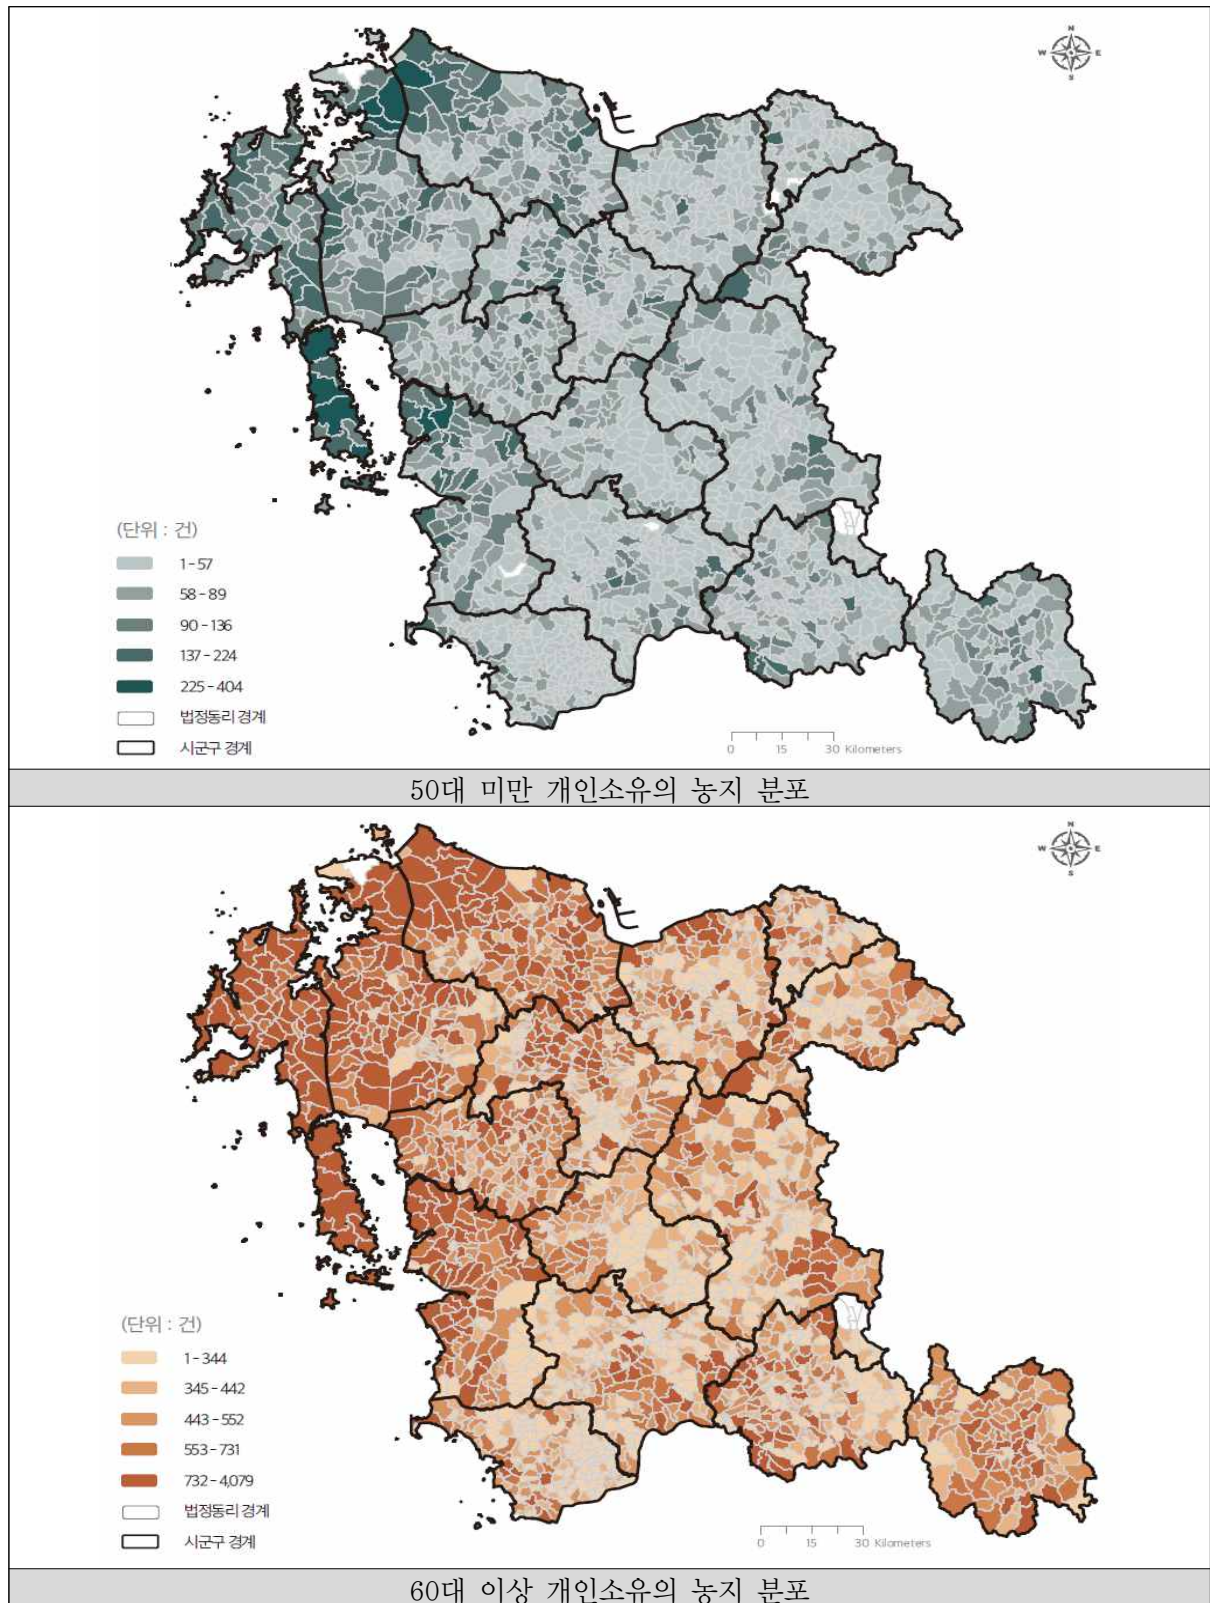 N
W E
S
(단위 : 건)
1-57
58-89
90-136
137-224
225-404
법정동리 경계
시군구 경계
0 15 30 Kilometers
50대 미만 개인소유의 농지 분포
N
W E
S
(단위 : 건)
1-344
345-442
443-552
553-731
732-4,079
법정동리 경계
시군구 경계
0 15 30 Kilometers
60대 이상 개인소유의 농지 분포